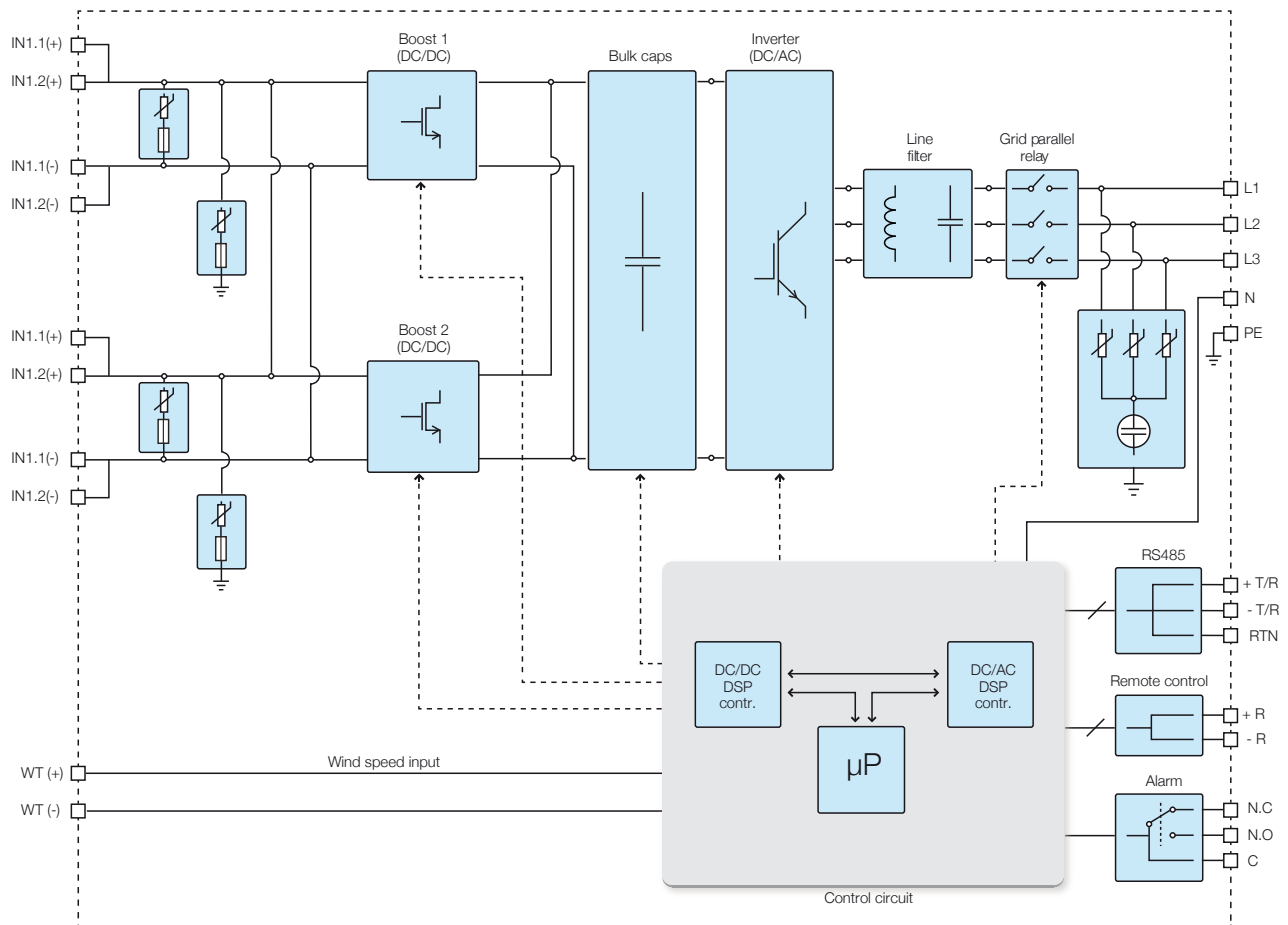 IN1.1(+)
IN1.2(+)
IN1.1(-)
IN1.2(-)
IN1.1(+)
IN1.2(+)
IN1.1(-)
IN1.2(-)
WT (+)
WT (-)
Boost 1
(DC/DC)
Boost 2
(DC/DC)
Bulk caps
Inverter
(DC/AC)
Line
filter
Grid parallel
relay
L1
L2
L3
N
PE
RS485
+ T/R
- T/R
RTN
Remote control
+ R
- R
Alarm
N.C
N.O
C
Wind speed input
DC/DC
DSP
contr.
DC/AC
DSP
contr.
µP
Control circuit